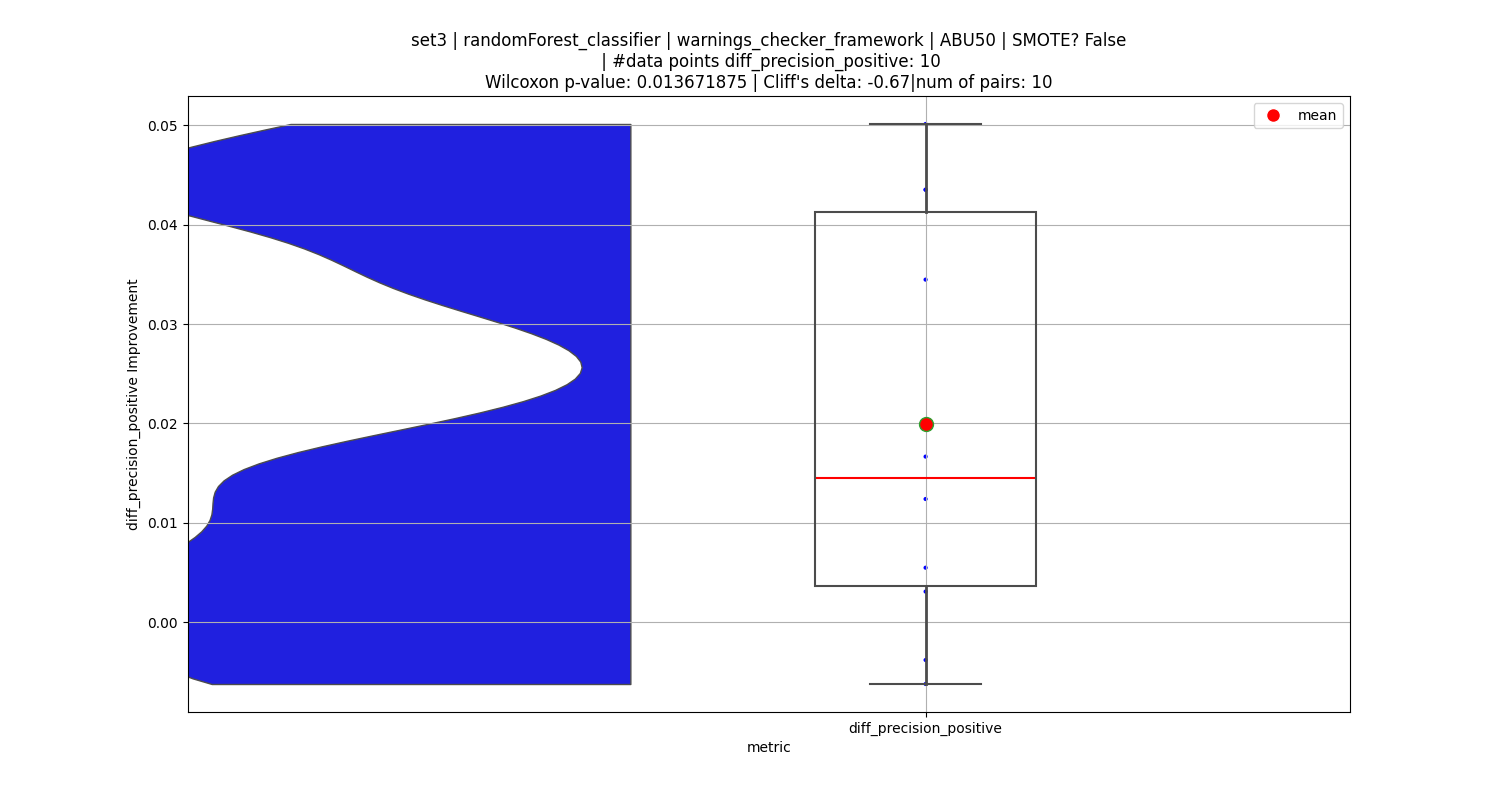 set3 | randomForest_classifier | warnings_checker_framework | ABU50 | SMOTE? False
| #data points diff_precision_positive: 10
Wilcoxon p-value: 0.013671875 | Cliff's delta: -0.67|num of pairs: 10
mean
0.05
0.04
0.03
0.02
0.01
0.00
diff_precision_positive Improvement
diff_precision_positive
metric